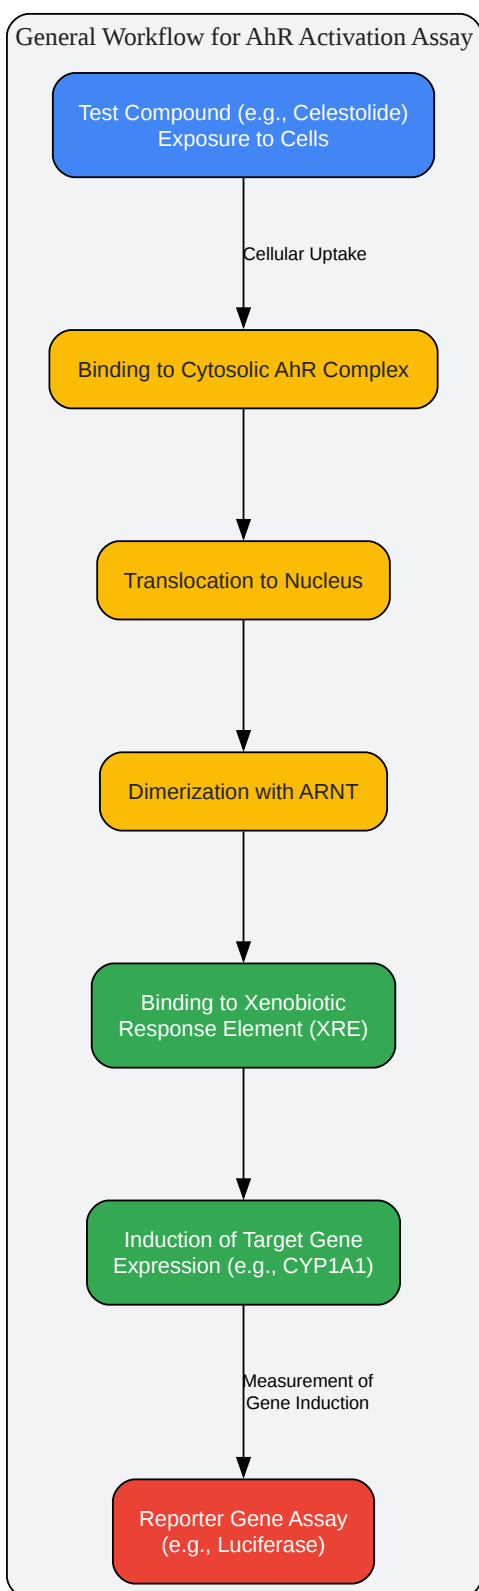 General Workflow for AhR Activation Assay
Test Compound (e.g., Celestolide)
Exposure to Cells
Cellular Uptake
Binding to Cytosolic AhR Complex
Translocation to Nucleus
Dimerization with ARNT
Binding to Xenobiotic
Response Element (XRE)
Induction of Target Gene
Expression (e.g., CYP1A1)
Measurement of
Gene Induction
Reporter Gene Assay
(e.g., Luciferase)